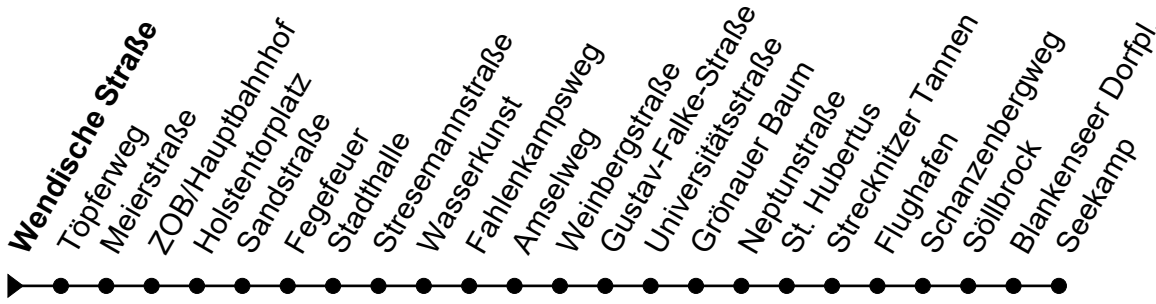 Wendische Straße
Töpferweg
Meierstraße
ZOB/Hauptbahnhof
Holstentorplatz
Sandstraße
Fegefeuer
Stadthalle
Stresemannstraße
Wasserkunst
Fahlenkampsweg
Amselweg
Weinbergstraße
Gustav-Falke-Straße
Universitätsstraße
Grönauer Baum
Neptunstraße
St. Hubertus
Strecknitzer Tannen
Flughafen
Schanzenbergweg
Söllbrock
Blankenseer Dorfpl
Seekamp